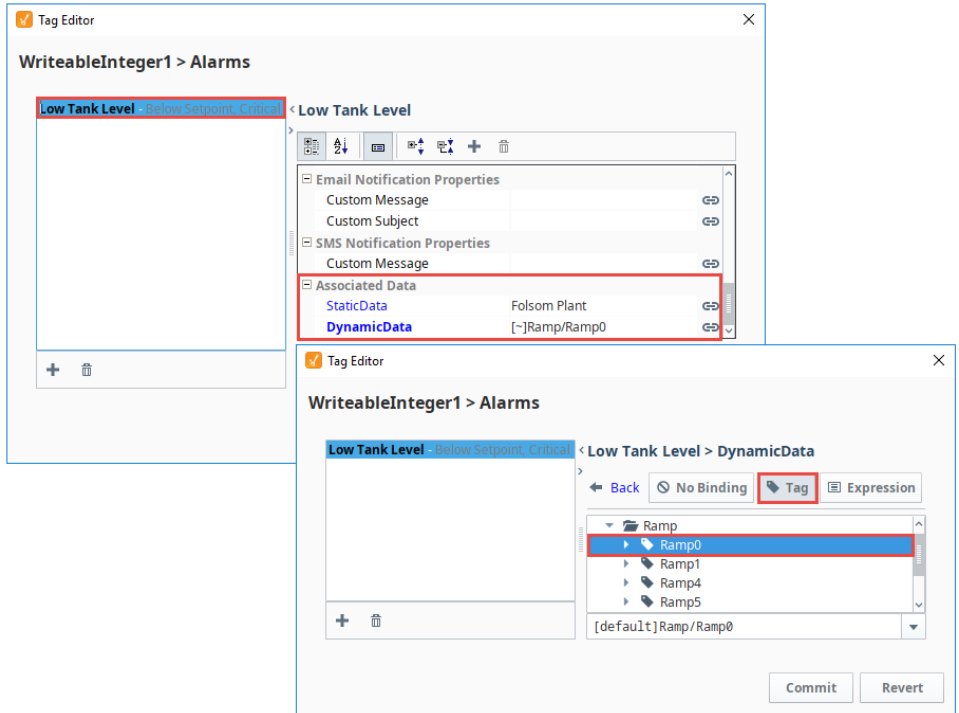 Tag Editor
WriteableInteger1 > Alarms
Low Tank Level - Below Setpoint, Critical
Low Tank Level
Email Notification Properties
Custom Message
Custom Subject
SMS Notification Properties
Custom Message
Associated Data
StaticData Folsom Plant
DynamicData [~]Ramp/Ramp0
Tag Editor
WriteableInteger1 > Alarms
Low Tank Level - Below Setpoint, Critical
Low Tank Level > DynamicData
Back No Binding Tag Expression
Ramp
Ramp0
Ramp1
Ramp4
Ramp5
[default]Ramp/Ramp0
Commit Revert